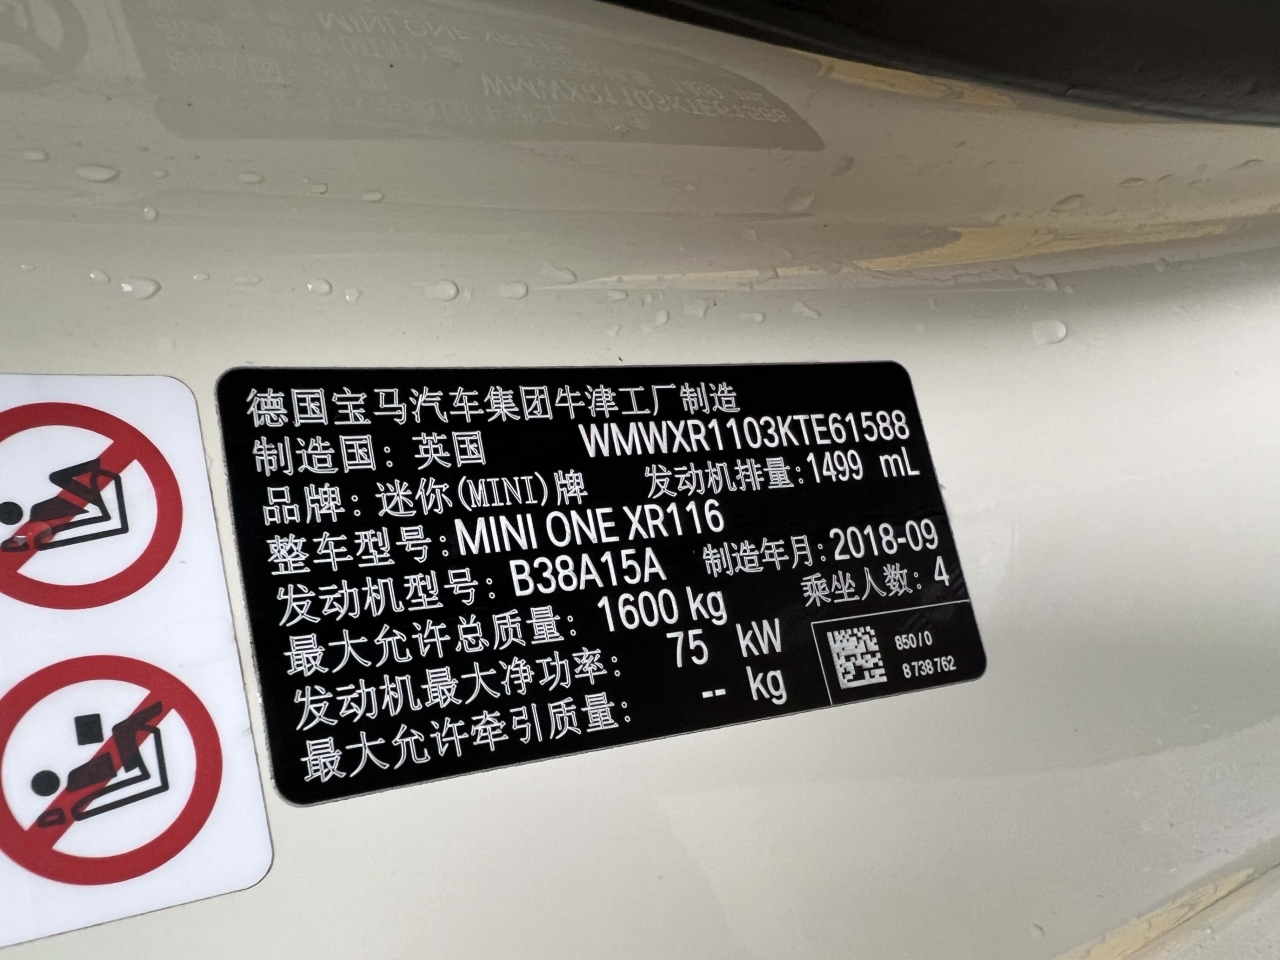 德国宝马汽车集团牛津工厂制造
制造国：英国 WMWXR1103KTE61588
品牌：迷你(MINI)牌 发动机排量：1499 mL
整车型号：MINI ONE XR116
发动机型号：B38A15A 制造年月：2018-09
最大允许总质量：1600 kg 乘坐人数：4
发动机最大净功率：75 kW
最大允许牵引质量：-- kg
850/0
8738762